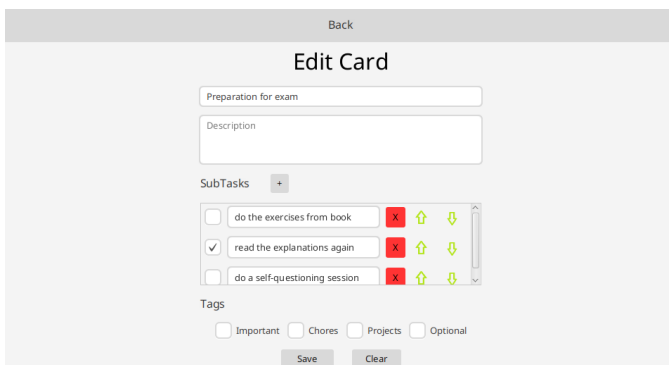 Back
Edit Card
Preparation for exam
Description
SubTasks +
do the exercises from book X
read the explanations again X
do a self-questioning session X
Tags
Important Chores Projects Optional
Save Clear